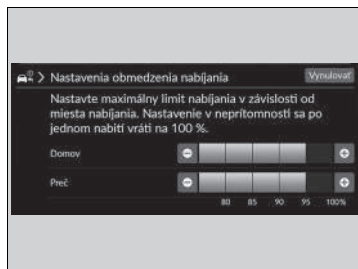 Nastavenia obmedzenia nabíjania
Vynulovať
Nastavte maximálny limit nabíjania v závislosti od
miesta nabíjania. Nastavenie v neprítomnosti sa po
jednom nabití vráti na 100 %.
Domov
Preč
80 85 90 95 100%